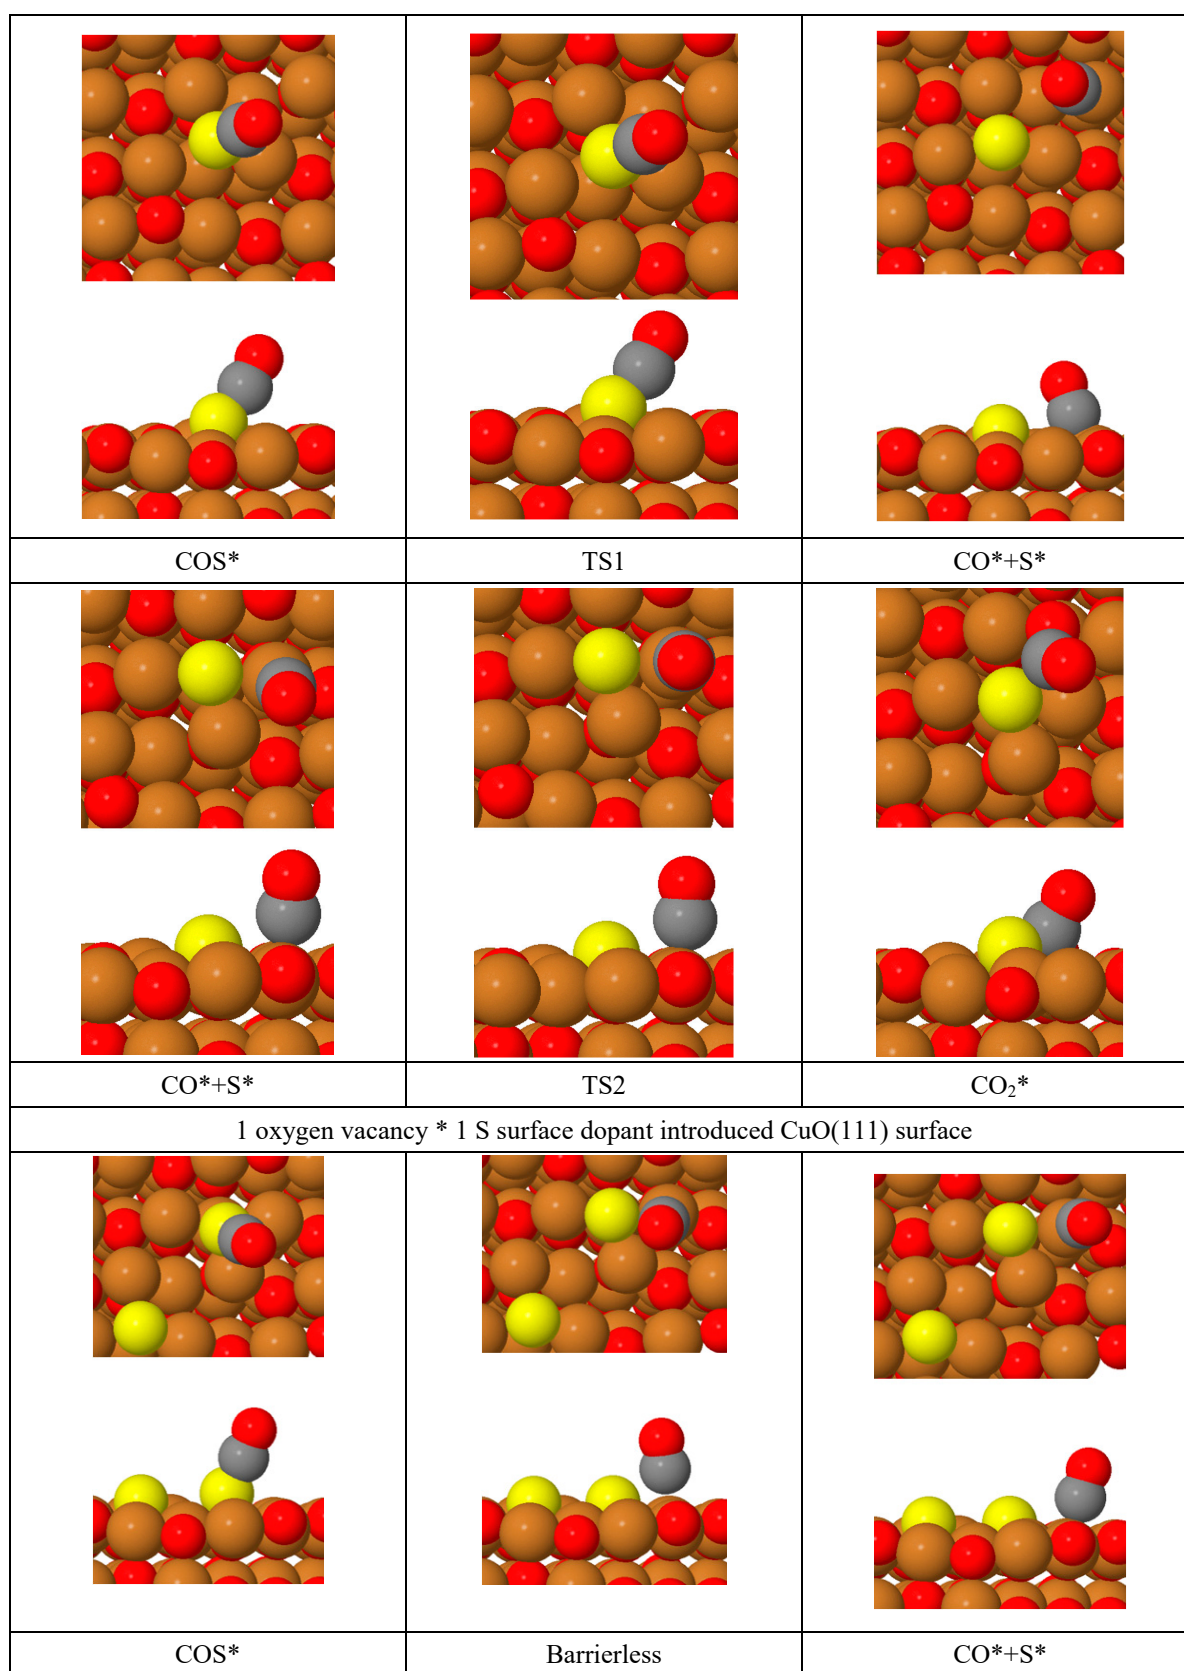 COS*
TS1
CO*+S*
CO*+S*
TS2
CO₂*
1 oxygen vacancy * 1 S surface dopant introduced CuO(111) surface
COS*
Barrierless
CO*+S*